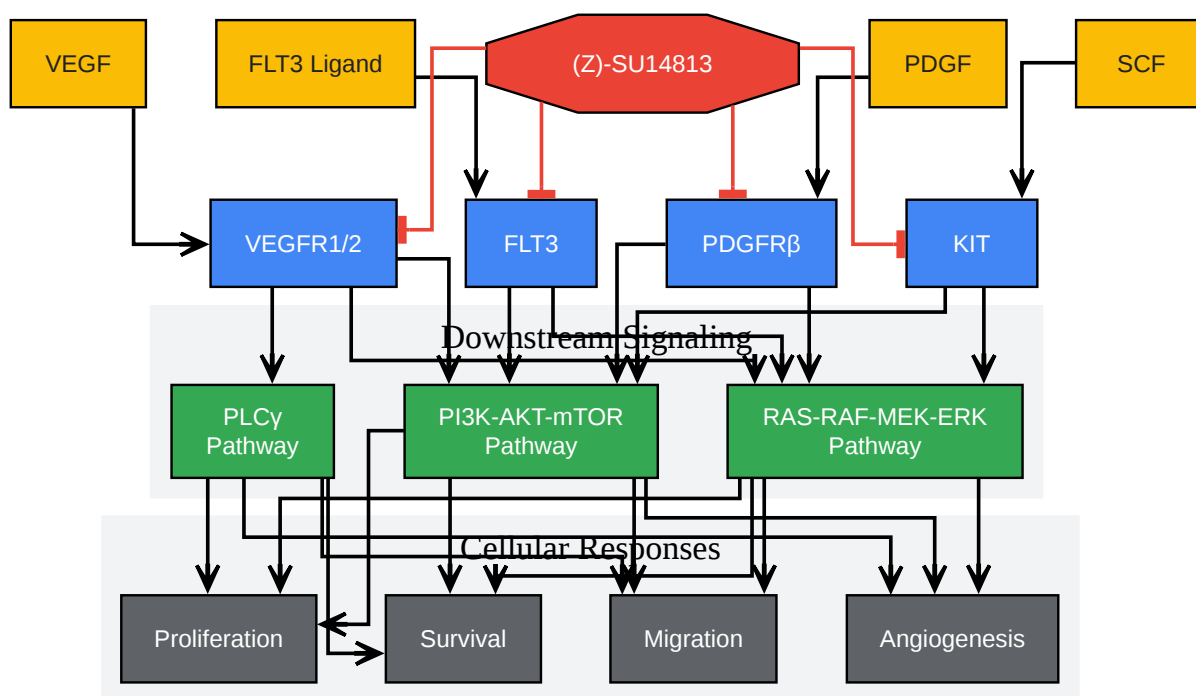 VEGF
FLT3 Ligand
(Z)-SU14813
PDGF
SCF
VEGFR1/2
FLT3
PDGFRβ
KIT
Downstream Signaling
PLCγ
Pathway
PI3K-AKT-mTOR
Pathway
RAS-RAF-MEK-ERK
Pathway
Cellular Responses
Proliferation
Survival
Migration
Angiogenesis